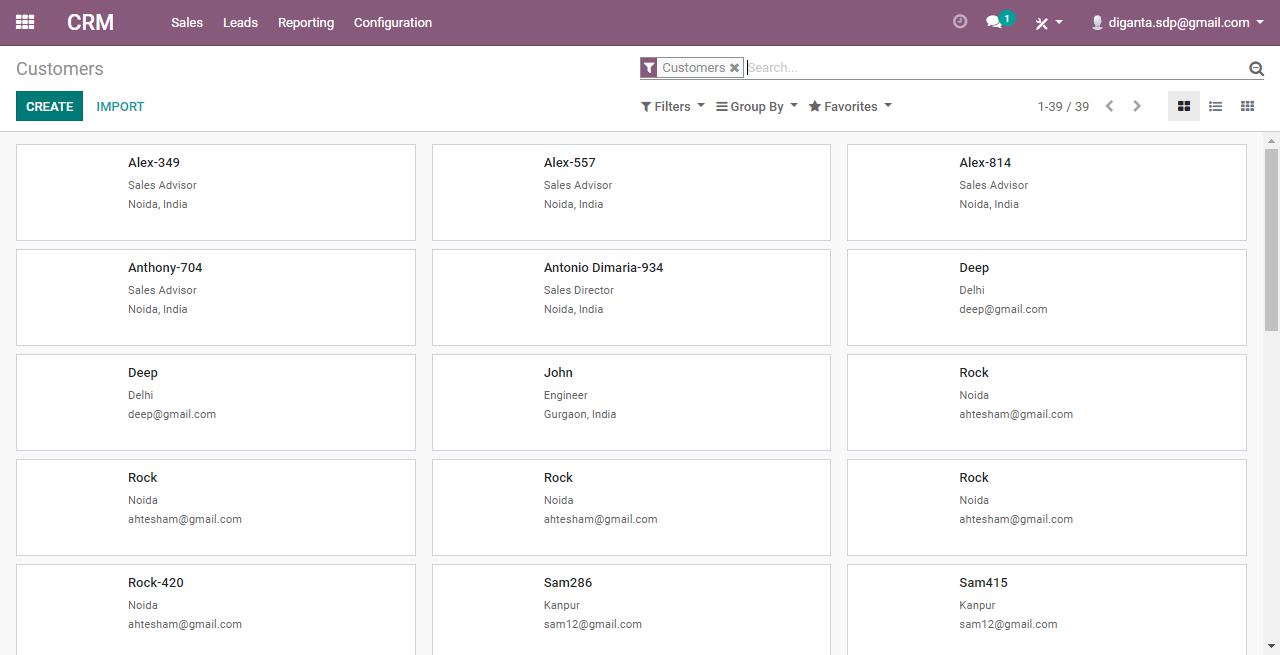 CRM Sales Leads Reporting Configuration 1 diganta.sdp@gmail.com
Customers Customers Search...
CREATE IMPORT Filters Group By Favorites 1-39 / 39
Alex-349
Sales Advisor
Noida, India
Alex-557
Sales Advisor
Noida, India
Alex-814
Sales Advisor
Noida, India
Anthony-704
Sales Advisor
Noida, India
Antonio Dimaria-934
Sales Director
Noida, India
Deep
Delhi
deep@gmail.com
Deep
Delhi
deep@gmail.com
John
Engineer
Gurgaon, India
Rock
Noida
ahtesham@gmail.com
Rock
Noida
ahtesham@gmail.com
Rock
Noida
ahtesham@gmail.com
Rock
Noida
ahtesham@gmail.com
Rock-420
Noida
ahtesham@gmail.com
Sam286
Kanpur
sam12@gmail.com
Sam415
Kanpur
sam12@gmail.com